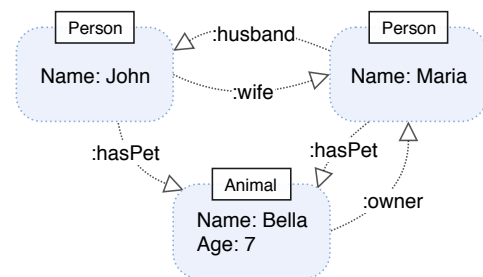 Person
Person
:husband
Name: John
Name: Maria
:wife
:hasPet
:hasPet
Animal
:owner
Name: Bella
Age: 7